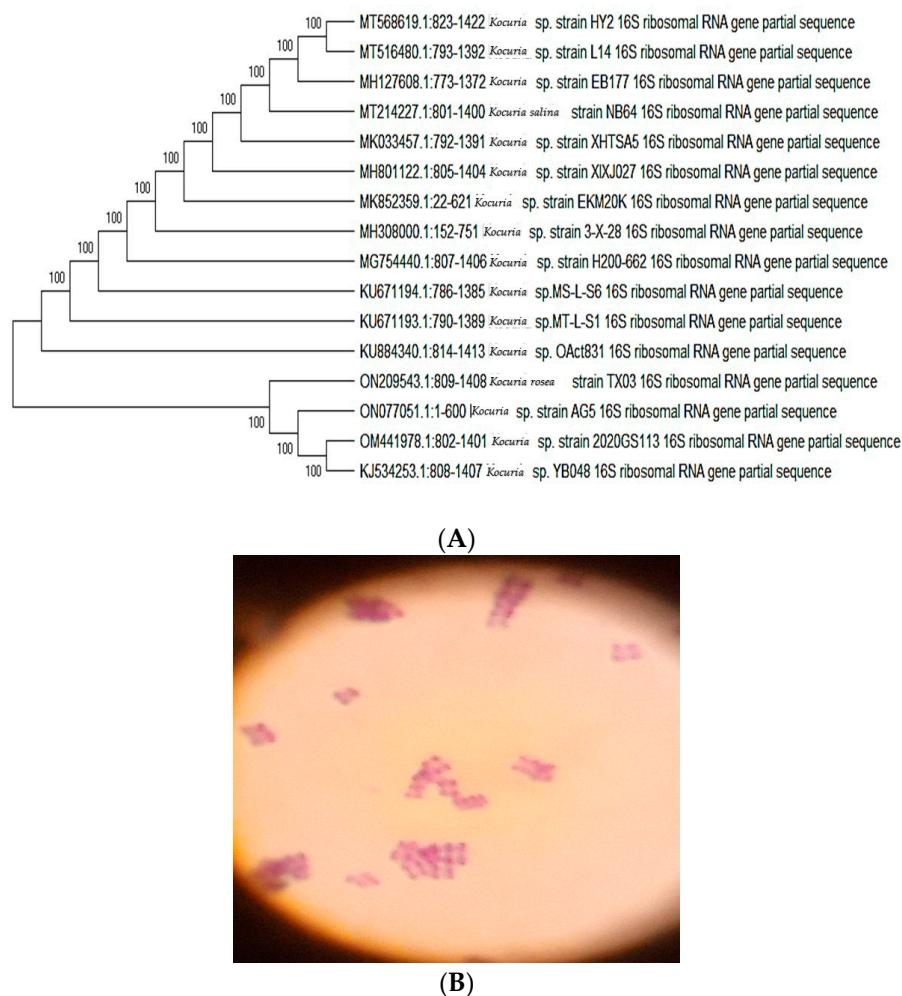 100
MT568619.1:823-1422 Kocuria sp. strain HY2 16S ribosomal RNA gene partial sequence
100
MT516480.1:793-1392 Kocuria sp. strain L14 16S ribosomal RNA gene partial sequence
100
MH127608.1:773-1372 Kocuria sp. strain EB177 16S ribosomal RNA gene partial sequence
100
MT214227.1:801-1400 Kocuria salina strain NB64 16S ribosomal RNA gene partial sequence
100
MK033457.1:792-1391 Kocuria sp. strain XHTSA5 16S ribosomal RNA gene partial sequence
100
MH801122.1:805-1404 Kocuria sp. strain XIXJ027 16S ribosomal RNA gene partial sequence
100
MK852359.1:22-621 Kocuria sp. strain EKM20K 16S ribosomal RNA gene partial sequence
100
MH308000.1:152-751 Kocuria sp. strain 3-X-28 16S ribosomal RNA gene partial sequence
100
MG754440.1:807-1406 Kocuria sp. strain H200-662 16S ribosomal RNA gene partial sequence
100
KU671194.1:786-1385 Kocuria sp.MS-L-S6 16S ribosomal RNA gene partial sequence
KU671193.1:790-1389 Kocuria sp.MT-L-S1 16S ribosomal RNA gene partial sequence
KU884340.1:814-1413 Kocuria sp. OAct831 16S ribosomal RNA gene partial sequence
ON209543.1:809-1408 Kocuria rosea strain TX03 16S ribosomal RNA gene partial sequence
100
ON077051.1:1-600 |Kocuria sp. strain AG5 16S ribosomal RNA gene partial sequence
100
OM441978.1:802-1401 Kocuria sp. strain 2020GS113 16S ribosomal RNA gene partial sequence
100
KJ534253.1:808-1407 Kocuria sp. YB048 16S ribosomal RNA gene partial sequence
(A)
(B)